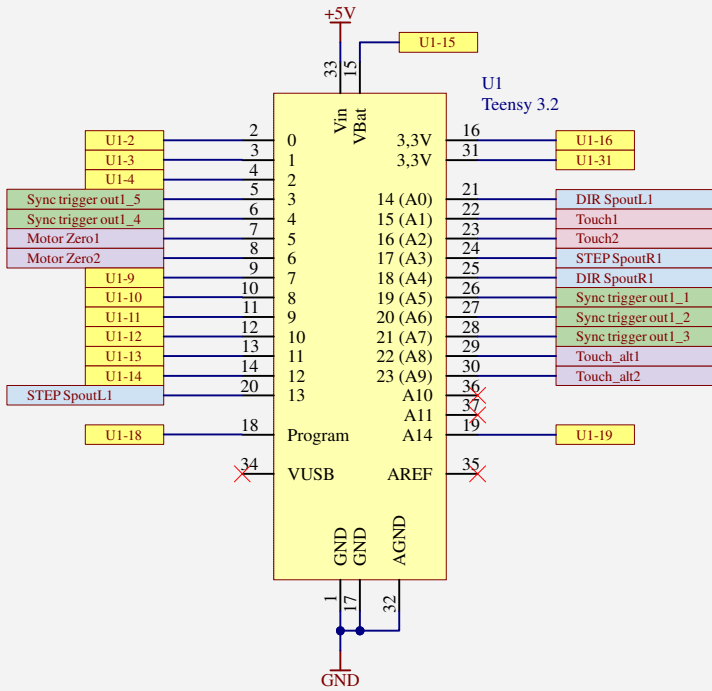 +5V
U1-15
33
15
U1
Teensy 3.2
Vin
VBat
U1-2 2 0 3,3V 16 U1-16
U1-3 3 1 3,3V 31 U1-31
U1-4 4 2
Sync trigger out1_5 5 3 14 (A0) 21 DIR SpoutL1
Sync trigger out1_4 6 4 15 (A1) 22 Touch1
Motor Zero1 7 5 16 (A2) 23 Touch2
Motor Zero2 8 6 17 (A3) 24 STEP SpoutR1
U1-9 9 7 18 (A4) 25 DIR SpoutR1
U1-10 10 8 19 (A5) 26 Sync trigger out1_1
U1-11 11 9 20 (A6) 27 Sync trigger out1_2
U1-12 12 10 21 (A7) 28 Sync trigger out1_3
U1-13 13 11 22 (A8) 29 Touch_alt1
U1-14 14 12 23 (A9) 30 Touch_alt2
STEP SpoutL1 20 13 A10 36
A11 37
U1-18 18 Program A14 19 U1-19
34 VUSB AREF 35
GND
GND
AGND
1
17
32
GND